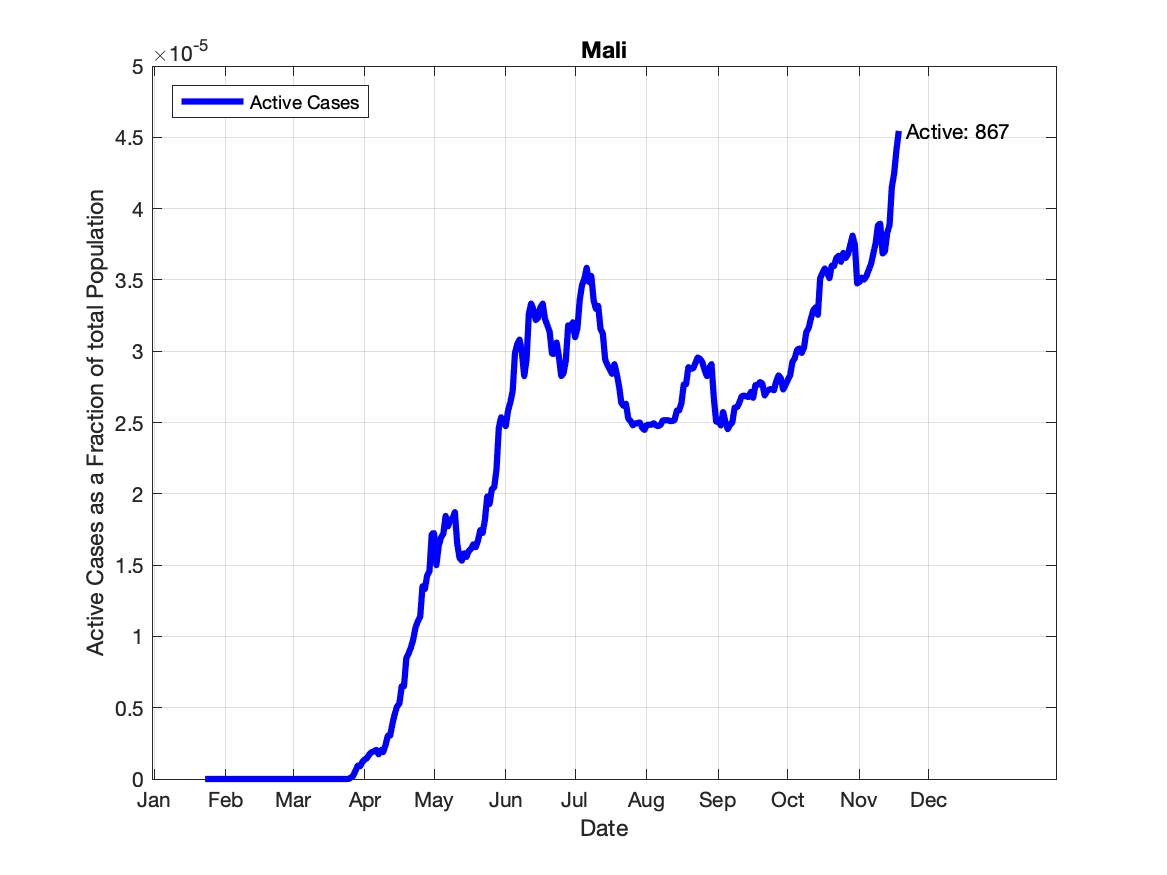 Mali
×10-5
5
4.5
4
3.5
3
2.5
2
1.5
1
0.5
0
Active Cases
Active: 867
Active Cases as a Fraction of total Population
Jan Feb Mar Apr May Jun Jul Aug Sep Oct Nov Dec
Date